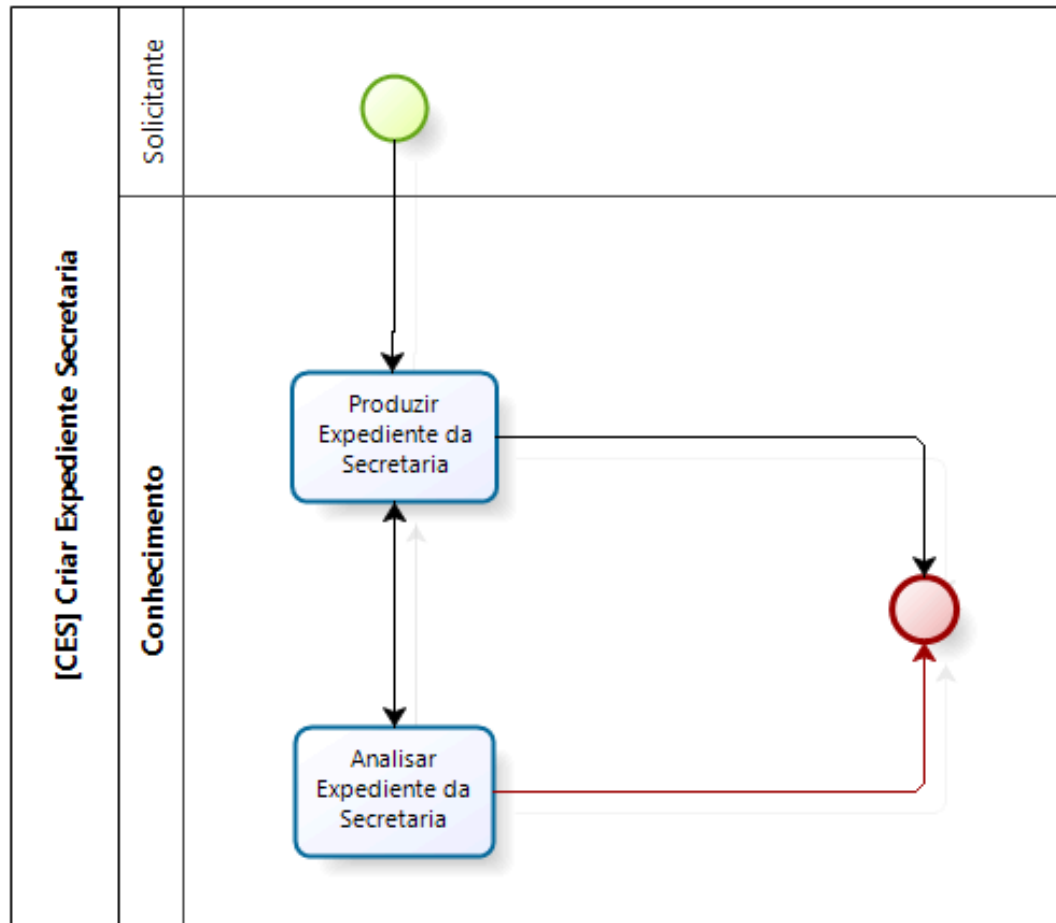 [CES] Criar Expediente Secretaria
Solicitante
Conhecimento
Produzir
Expediente da
Secretaria
Analisar
Expediente da
Secretaria